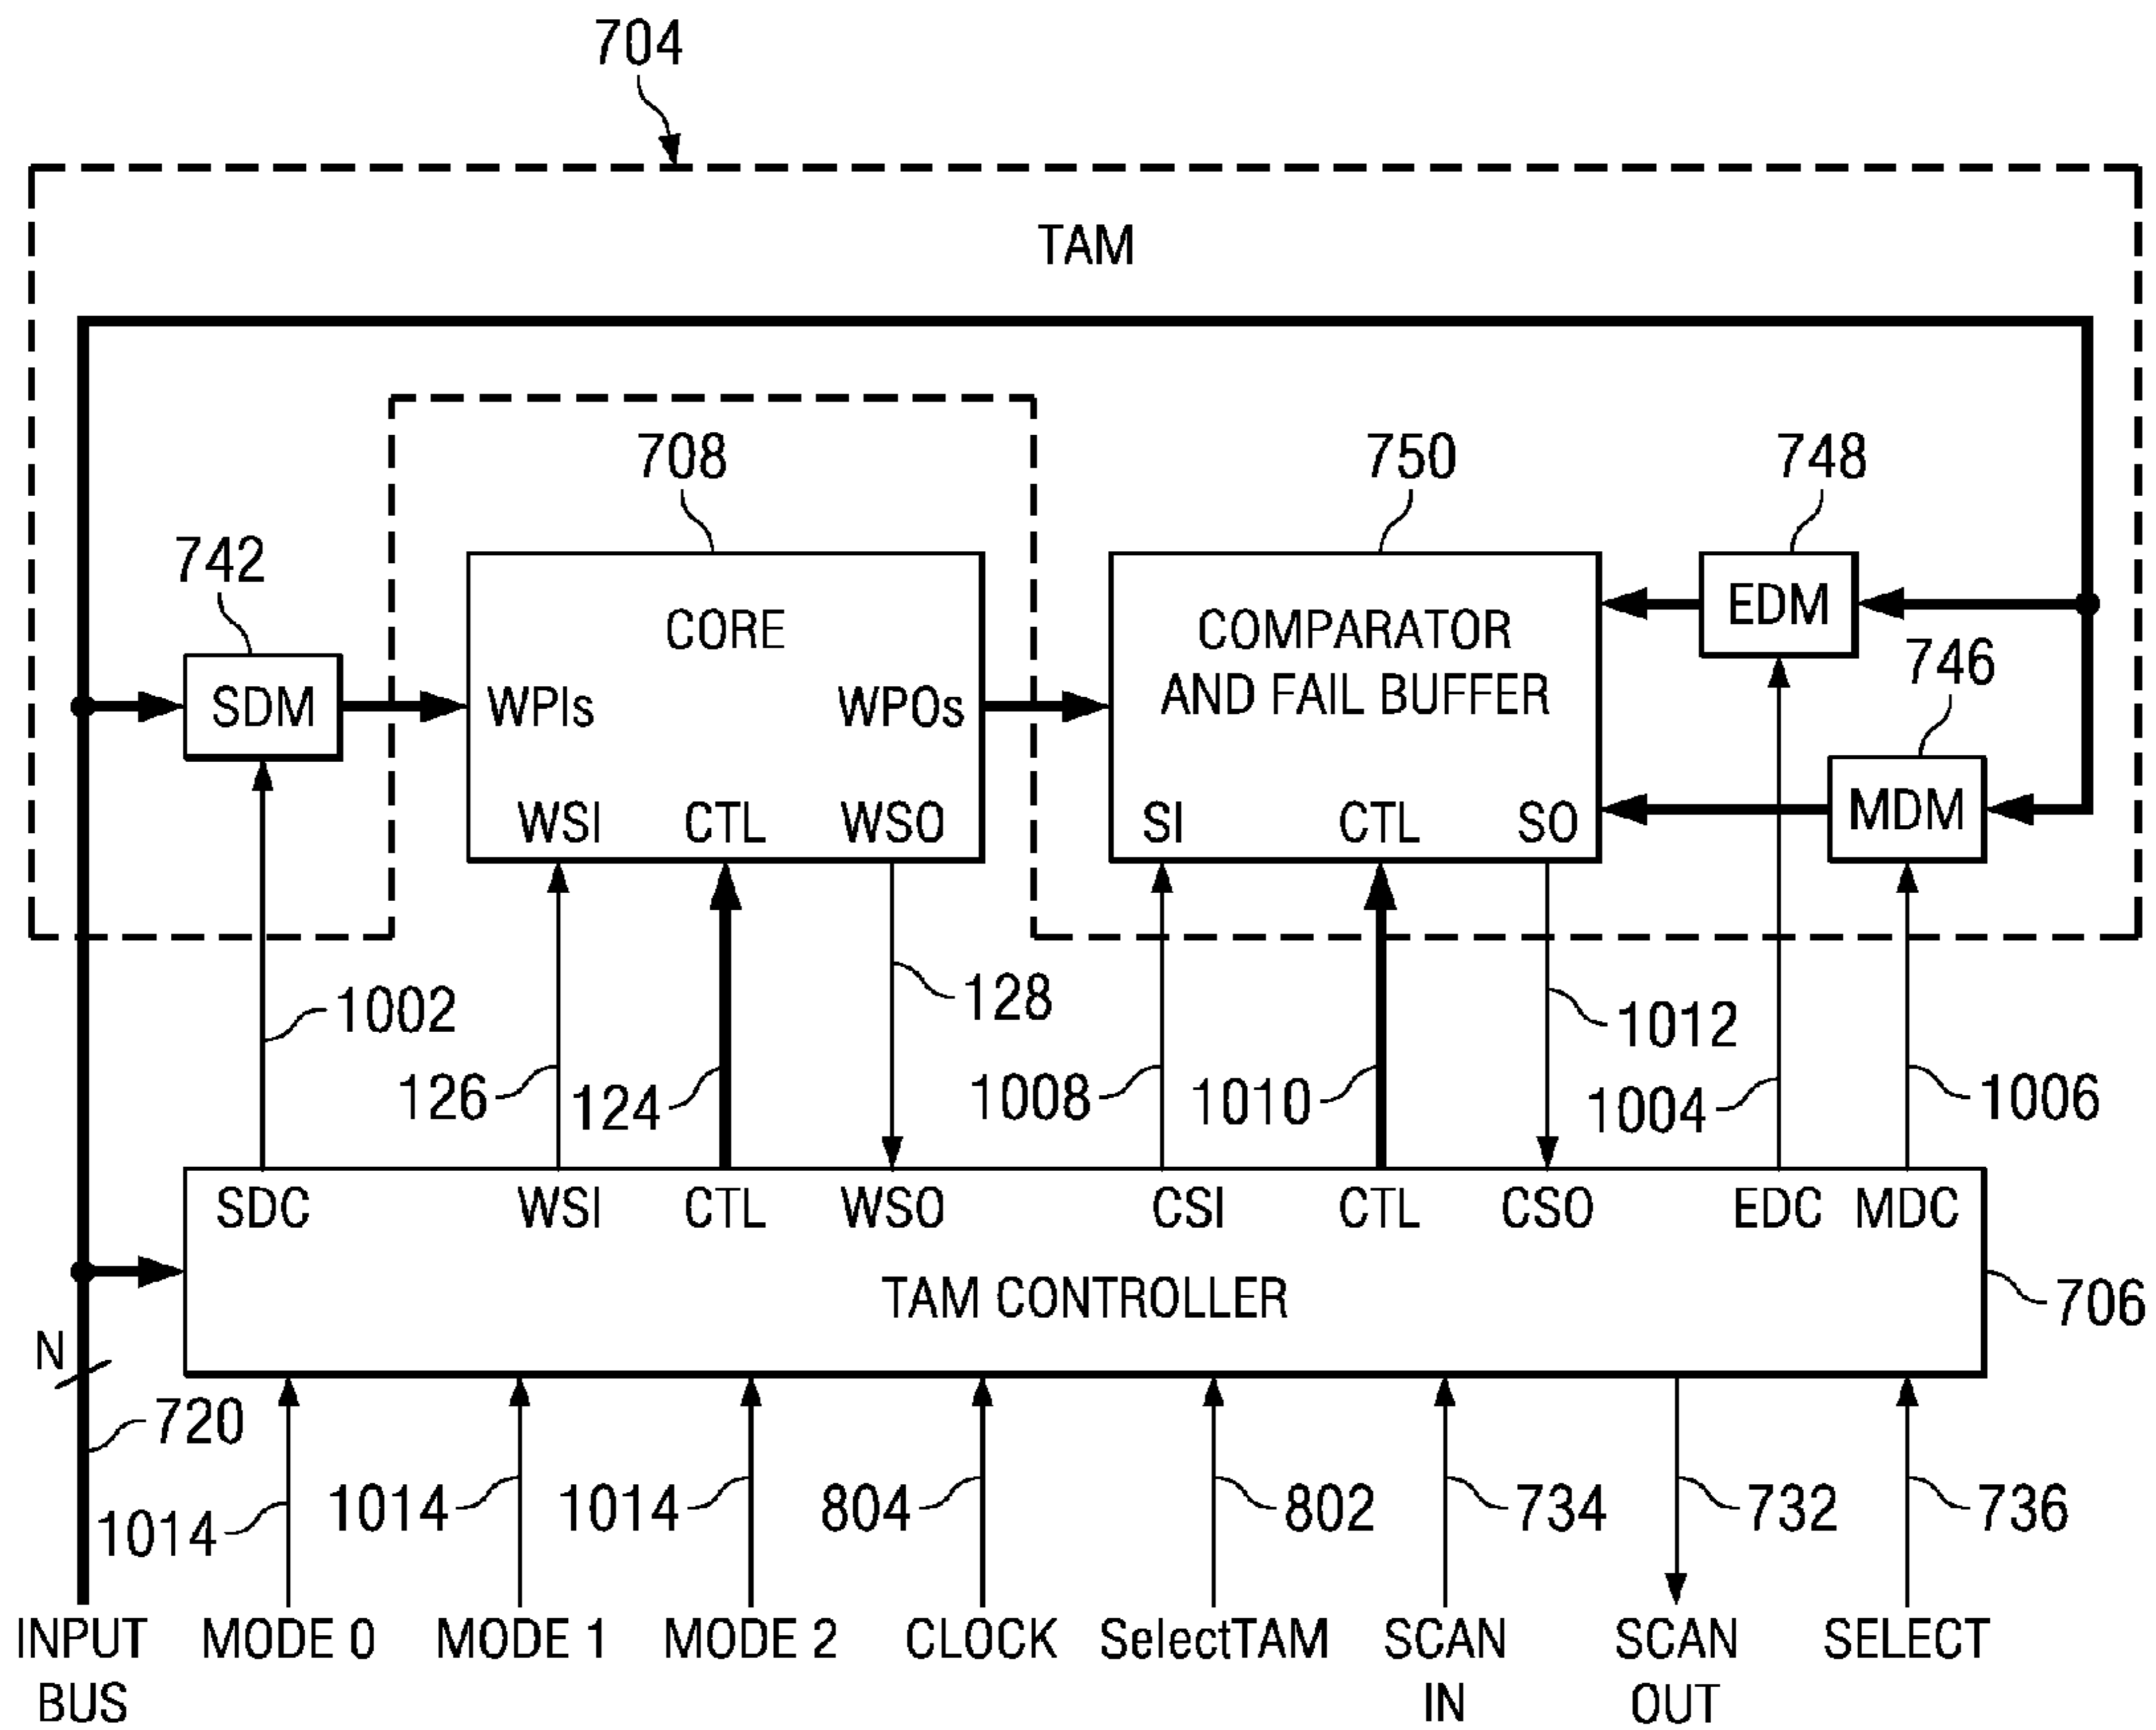 704
TAM
708
750
748
742
CORE
COMPARATOR
AND FAIL BUFFER
EDM
746
SDM
WPIs
WPOs
MDM
WSI
CTL
WSO
SI
CTL
SO
1002
128
1012
126
124
1008
1010
1004
1006
SDC
WSI
CTL
WSO
CSI
CTL
CSO
EDC
MDC
TAM CONTROLLER
706
N
720
1014
1014
1014
804
802
734
732
736
INPUT
BUS
MODE 0
MODE 1
MODE 2
CLOCK
SelectTAM
SCAN
IN
SCAN
OUT
SELECT